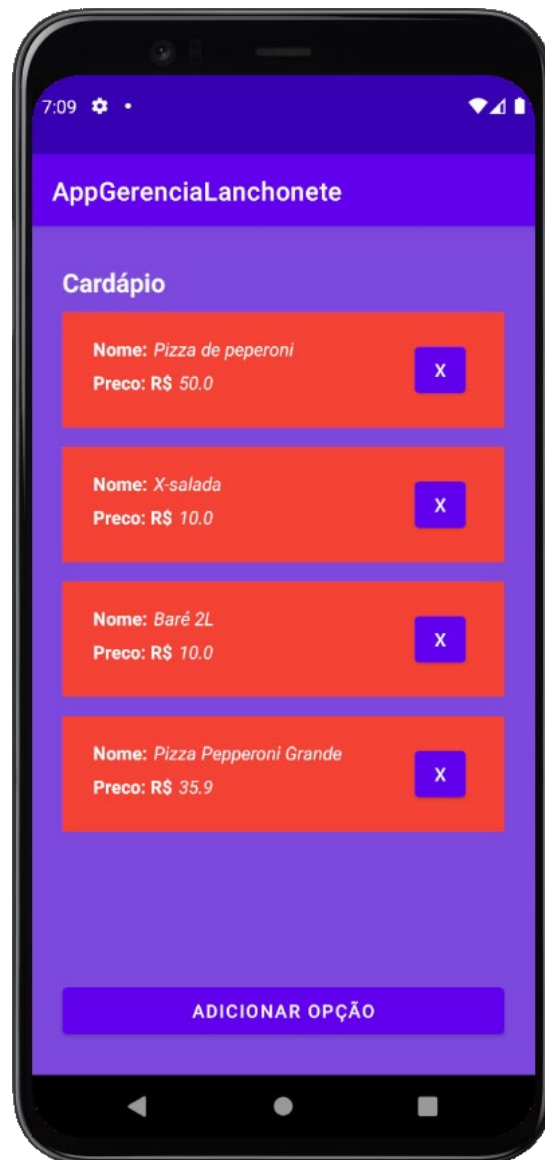 7:09
AppGerenciaLanchonete
Cardápio
Nome: Pizza de peperoni
Preco: R$ 50.0
X
Nome: X-salada
Preco: R$ 10.0
X
Nome: Baré 2L
Preco: R$ 10.0
X
Nome: Pizza Pepperoni Grande
Preco: R$ 35.9
X
ADICIONAR OPÇÃO